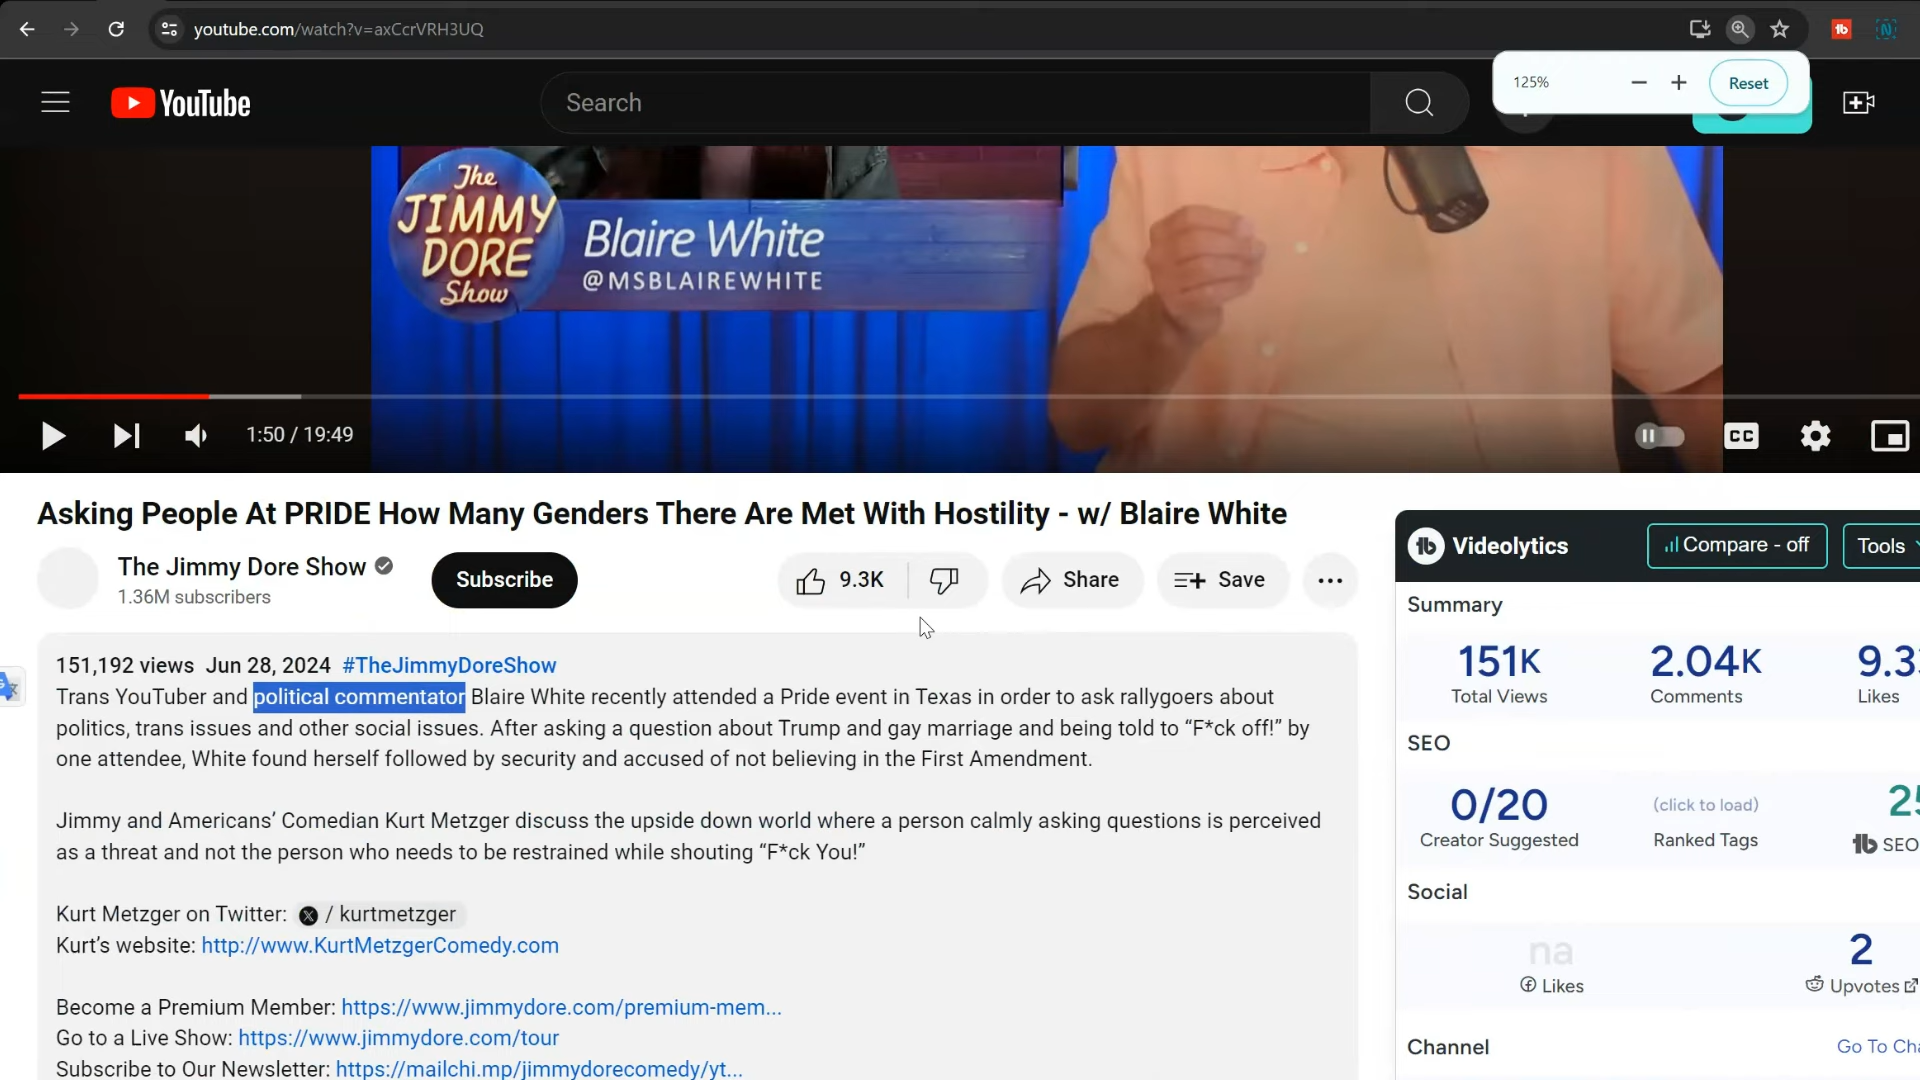 youtube.com/watch?v=axCcrVRH3UQ
125%
Reset
YouTube
Search
The
JIMMY
DORE
Show
Blaire White
@MSBLAIREWHITE
1:50 / 19:49
CC
Asking People At PRIDE How Many Genders There Are Met With Hostility - w/ Blaire White
The Jimmy Dore Show
1.36M subscribers
Subscribe
9.3K
Share
Save
151,192 views Jun 28, 2024 #TheJimmyDoreShow
Trans YouTuber and political commentator Blaire White recently attended a Pride event in Texas in order to ask rallygoers about
politics, trans issues and other social issues. After asking a question about Trump and gay marriage and being told to “F*ck off!” by
one attendee, White found herself followed by security and accused of not believing in the First Amendment.
Jimmy and Americans’ Comedian Kurt Metzger discuss the upside down world where a person calmly asking questions is perceived
as a threat and not the person who needs to be restrained while shouting “F*ck You!”
Kurt Metzger on Twitter: X / kurtmetzger
Kurt’s website: http://www.KurtMetzgerComedy.com
Become a Premium Member: https://www.jimmydore.com/premium-mem...
Go to a Live Show: https://www.jimmydore.com/tour
Subscribe to Our Newsletter: https://mailchi.mp/jimmydorecomedy/yt...
tb Videolytics
Compare - off
Tools
Summary
151K
Total Views
2.04K
Comments
9.3
Likes
SEO
0/20
Creator Suggested
(click to load)
Ranked Tags
tb SEO
Social
na
Likes
2
Upvotes
Channel
Go To Cha